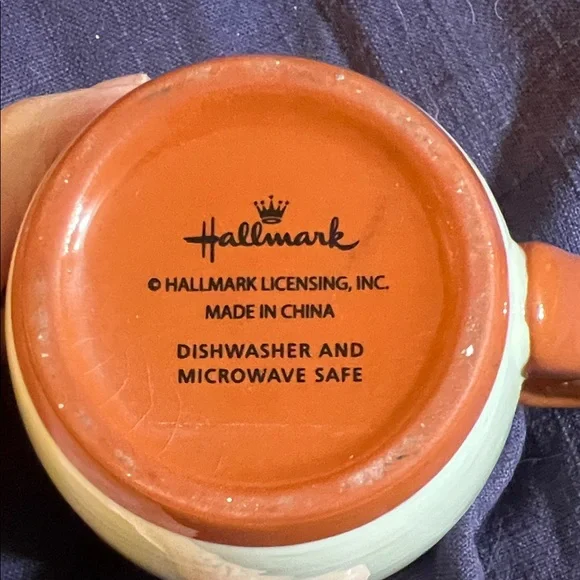 Hallmark
© HALLMARK LICENSING, INC.
MADE IN CHINA
DISHWASHER AND
MICROWAVE SAFE